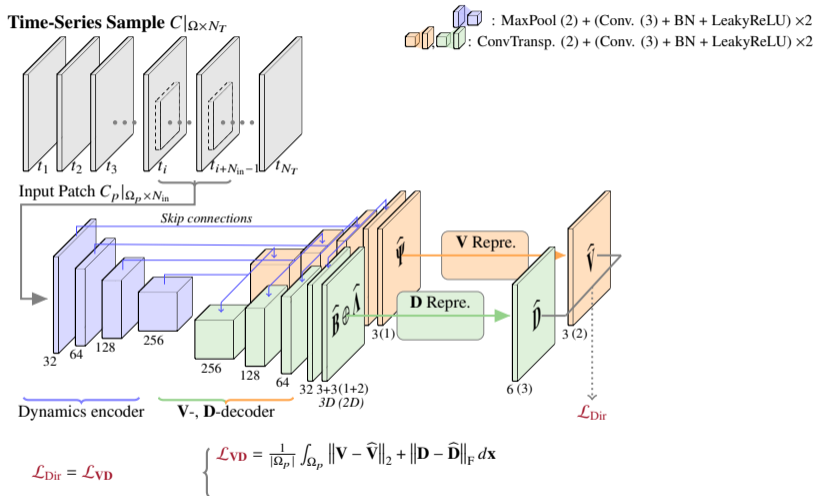 Time-Series Sample C|Ω×N_T
: MaxPool (2) + (Conv. (3) + BN + LeakyReLU) ×2
: ConvTransp. (2) + (Conv. (3) + BN + LeakyReLU) ×2
t_1 t_2 t_3 t_i t_{i+N_in−1} t_{N_T}
Input Patch C_p|Ω_p×N_in
Skip connections
Ψ̂
V Repre.
V̂
B̂ ⊕ Λ̂
D Repre.
D̂
3(1)
3 (2)
32
64
128
256
256
128
64
32
3+3(1+2)
3D (2D)
6 (3)
Dynamics encoder
V-, D-decoder
ℒ_Dir
ℒ_Dir = ℒ_VD
{ ℒ_VD = 1/|Ω_p| ∫_{Ω_p} ‖V − V̂‖_2 + ‖D − D̂‖_F dx